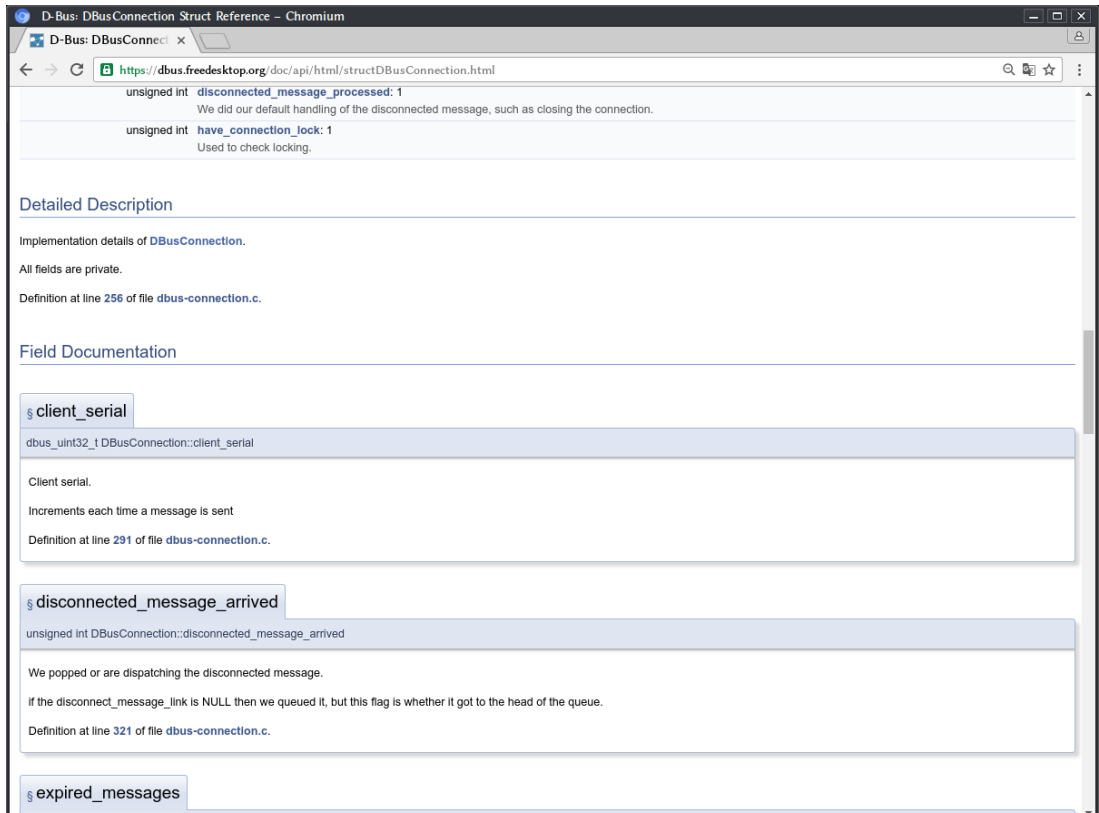 D-Bus: DBusConnection Struct Reference – Chromium
D-Bus: DBusConnect
https://dbus.freedesktop.org/doc/api/html/structDBusConnection.html
unsigned int disconnected_message_processed: 1
We did our default handling of the disconnected message, such as closing the connection.
unsigned int have_connection_lock: 1
Used to check locking.
Detailed Description
Implementation details of DBusConnection.
All fields are private.
Definition at line 256 of file dbus-connection.c.
Field Documentation
§ client_serial
dbus_uint32_t DBusConnection::client_serial
Client serial.
Increments each time a message is sent
Definition at line 291 of file dbus-connection.c.
§ disconnected_message_arrived
unsigned int DBusConnection::disconnected_message_arrived
We popped or are dispatching the disconnected message.
if the disconnect_message_link is NULL then we queued it, but this flag is whether it got to the head of the queue.
Definition at line 321 of file dbus-connection.c.
§ expired_messages